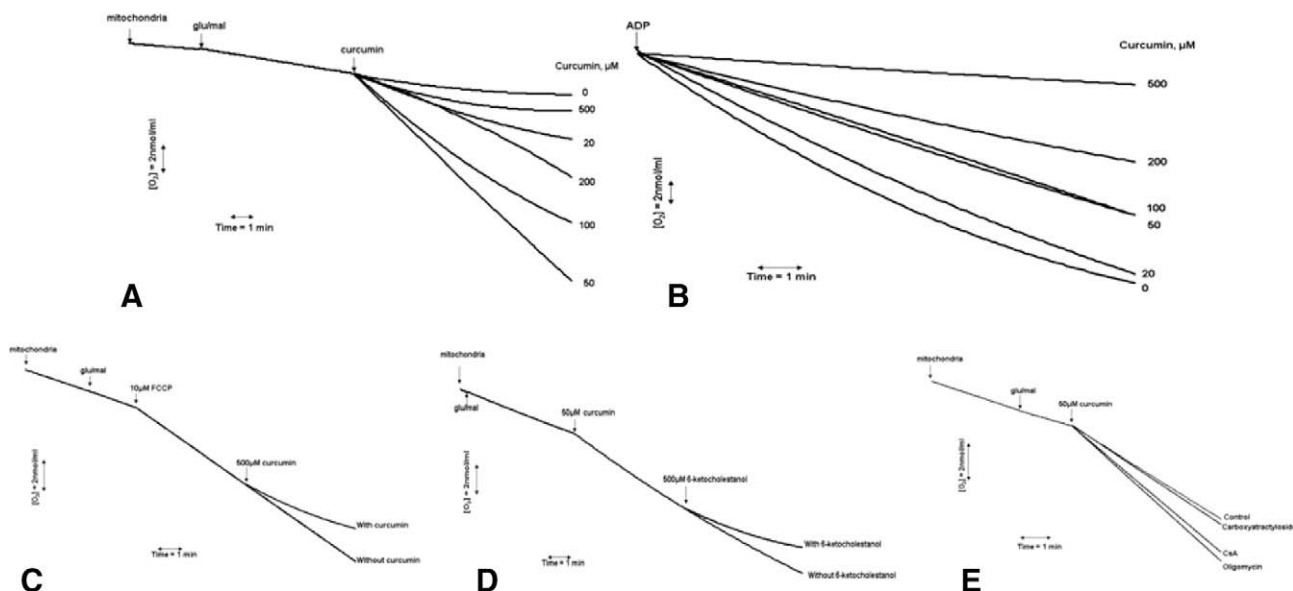 mitochondria
glu/mal
curcumin
Curcumin, µM
0
500
20
200
100
50
[O₂] = 2nmol/ml
Time = 1 min
A
ADP
Curcumin, µM
500
200
100
50
20
0
[O₂] = 2nmol/ml
Time = 1 min
B
mitochondria
glu/mal
10µM FCCP
500µM curcumin
With curcumin
Without curcumin
[O₂] = 2nmol/ml
Time = 1 min
C
mitochondria
glu/mal
50µM curcumin
500µM 6-ketocholestanol
With 6-ketocholestanol
Without 6-ketocholestanol
[O₂] = 2nmol/ml
Time = 1 min
D
mitochondria
glu/mal
50µM curcumin
Control
Carboxyatractylosid
CsA
Oligomycin
[O₂] = 2nmol/ml
Time = 1 min
E